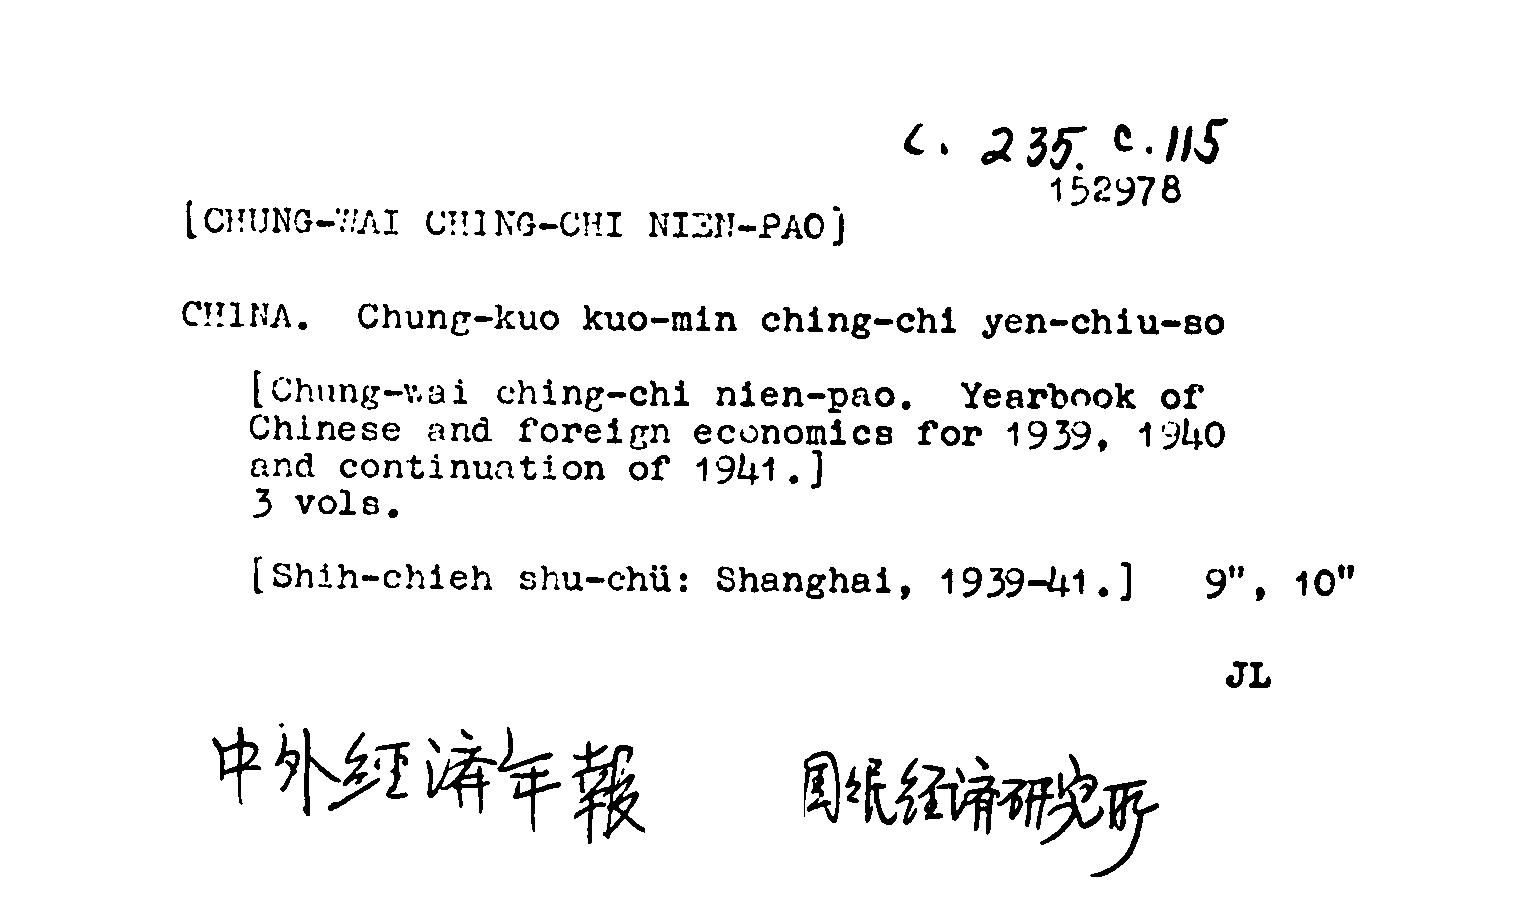 c. 235. c. 115
152978
[CHUNG-WAI CHING-CHI NIEN-PAO]
CHINA. Chung-kuo kuo-min ching-chi yen-chiu-so
[Chung-wai ching-chi nien-pao. Yearbook of
Chinese and foreign economics for 1939, 1940
and continuation of 1941.]
3 vols.
[Shih-chieh shu-chü: Shanghai, 1939-41.] 9", 10"
JL
中外經濟年報 国民经济研究所